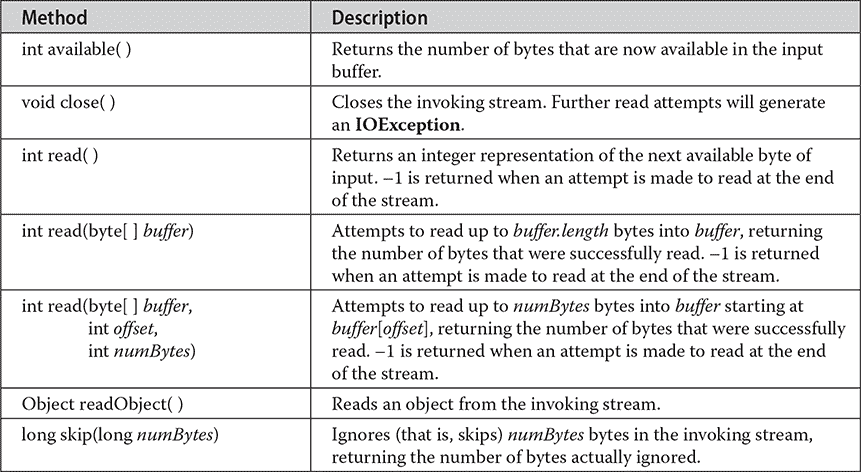 Method Description
int available( ) Returns the number of bytes that are now available in the input
buffer.
void close( ) Closes the invoking stream. Further read attempts will generate
an IOException.
int read( ) Returns an integer representation of the next available byte of
input. –1 is returned when an attempt is made to read at the end
of the stream.
int read(byte[ ] buffer) Attempts to read up to buffer.length bytes into buffer, returning
the number of bytes that were successfully read. –1 is returned
when an attempt is made to read at the end of the stream.
int read(byte[ ] buffer, Attempts to read up to numBytes bytes into buffer starting at
int offset, buffer[offset], returning the number of bytes that were successfully
int numBytes) read. –1 is returned when an attempt is made to read at the end
of the stream.
Object readObject( ) Reads an object from the invoking stream.
long skip(long numBytes) Ignores (that is, skips) numBytes bytes in the invoking stream,
returning the number of bytes actually ignored.